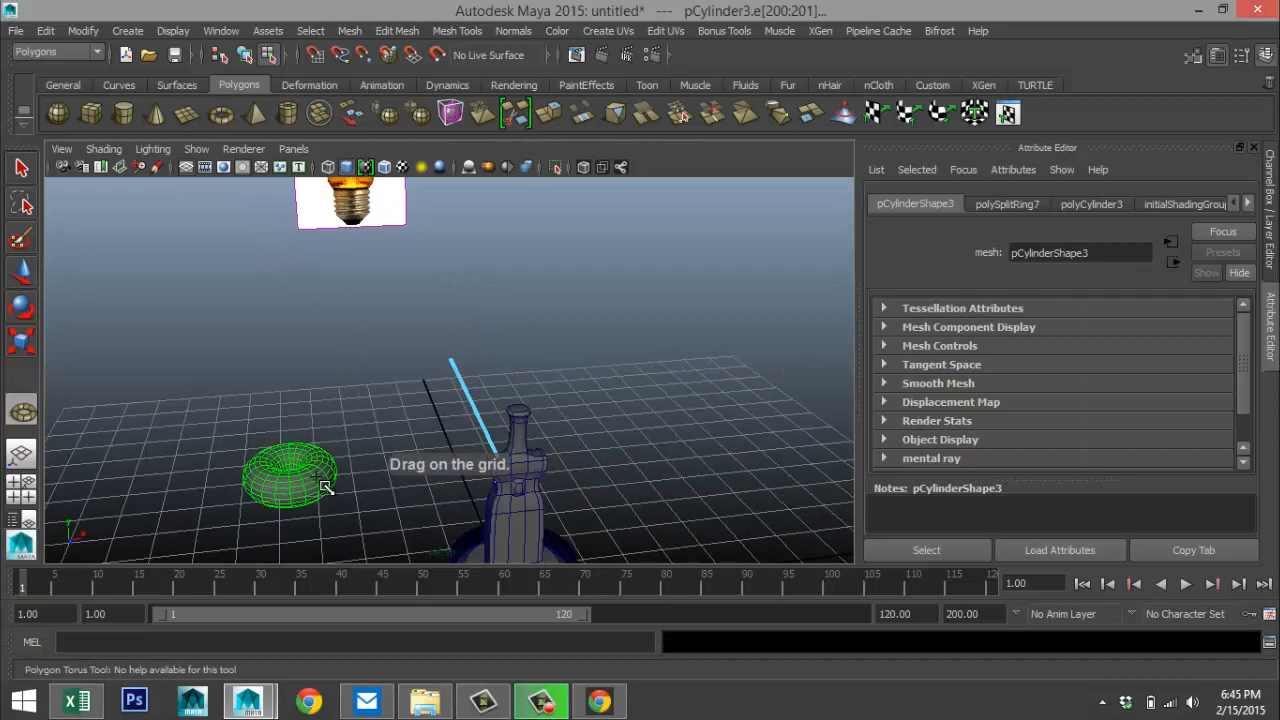 Autodesk Maya 2015: untitled* --- pCylinder3.e[200:201]...
File Edit Modify Create Display Window Assets Select Mesh Edit Mesh Mesh Tools Normals Color Create UVs Edit UVs Bonus Tools Muscle XGen Pipeline Cache Bifrost Help
Polygons No Live Surface
General Curves Surfaces Polygons Deformation Animation Dynamics Rendering PaintEffects Toon Muscle Fluids Fur nHair nCloth Custom XGen TURTLE
View Shading Lighting Show Renderer Panels
Attribute Editor
List Selected Focus Attributes Show Help
pCylinderShape3 polySplitRing7 polyCylinder3 initialShadingGrou
Focus
mesh: pCylinderShape3 Presets
Show Hide
Tessellation Attributes
Mesh Component Display
Mesh Controls
Tangent Space
Smooth Mesh
Displacement Map
Render Stats
Object Display
mental ray
Notes: pCylinderShape3
Select Load Attributes Copy Tab
Channel Box / Layer Editor
Attribute Editor
Drag on the grid.
y
x
5 10 15 20 25 30 35 40 45 50 55 60 65 70 75 80 85 90 95 100 105 110 115 12
1 1.00
1.00 1.00 1 120 120.00 200.00 No Anim Layer No Character Set
MEL
Polygon Torus Tool: No help available for this tool
Ps MAYA
6:45 PM
2/15/2015